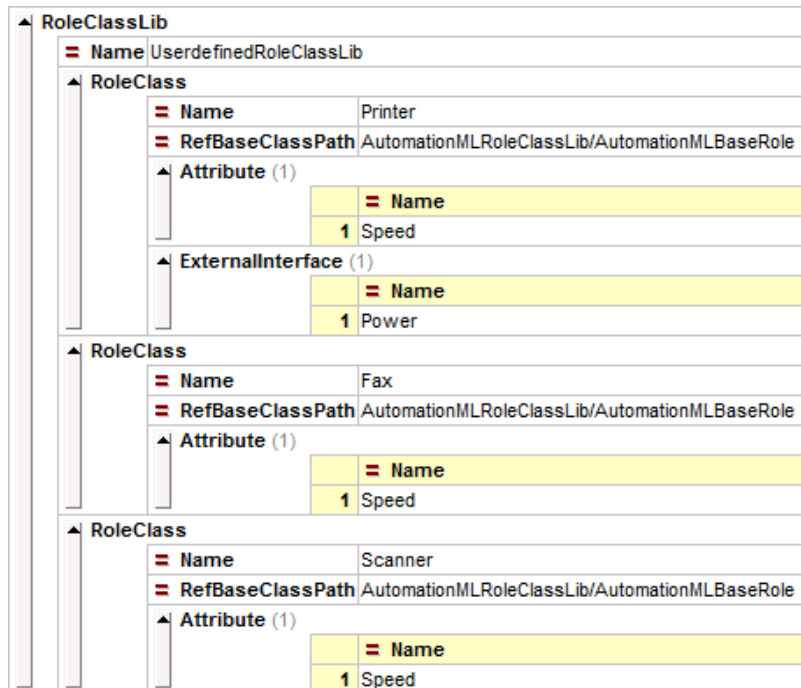 RoleClassLib
= Name UserdefinedRoleClassLib
RoleClass
= Name Printer
= RefBaseClassPath AutomationMLRoleClassLib/AutomationMLBaseRole
Attribute (1)
= Name
1 Speed
ExternalInterface (1)
= Name
1 Power
RoleClass
= Name Fax
= RefBaseClassPath AutomationMLRoleClassLib/AutomationMLBaseRole
Attribute (1)
= Name
1 Speed
RoleClass
= Name Scanner
= RefBaseClassPath AutomationMLRoleClassLib/AutomationMLBaseRole
Attribute (1)
= Name
1 Speed